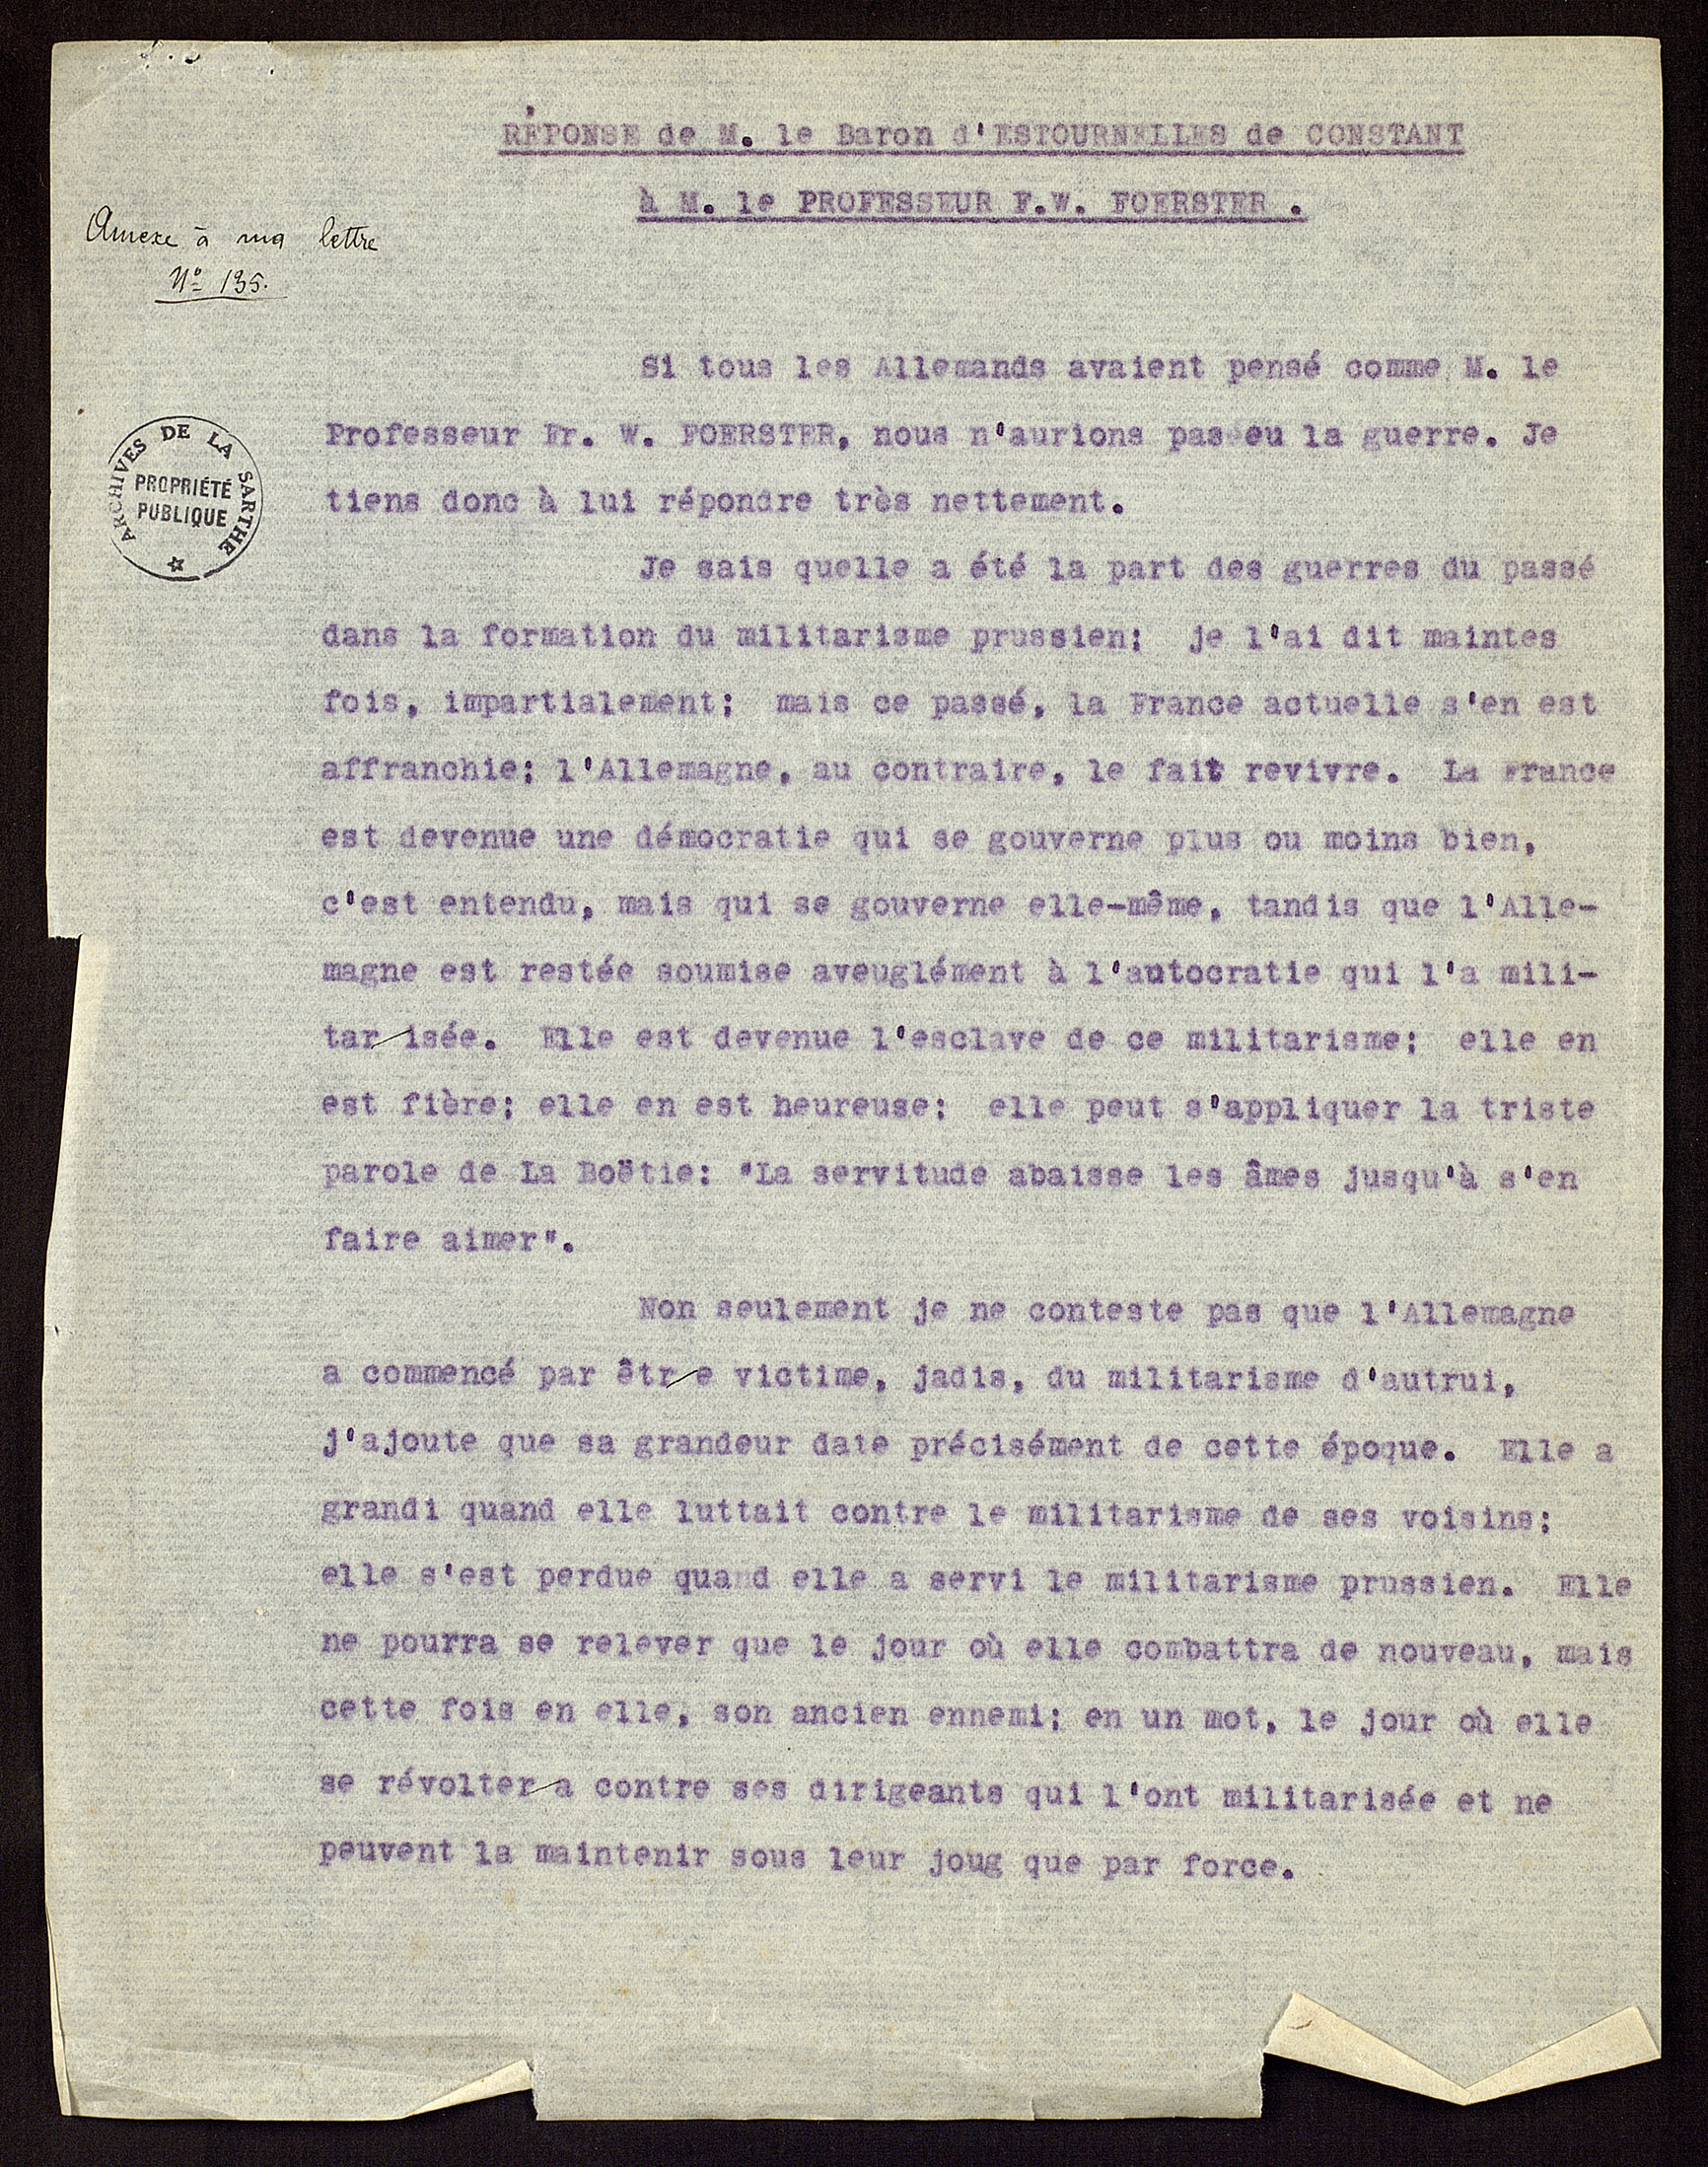 RÉPONSE de M. le Baron d'ESTOURNELLES de CONSTANT
à M. le PROFESSEUR F.W. FOERSTER .
Annexe à ma lettre
Nº 135.
ARCHIVES DE LA SARTHE
PROPRIÉTÉ
PUBLIQUE
Si tous les Allemands avaient pensé comme M. le
Professeur Fr. W. FOERSTER, nous n'aurions pas eu la guerre. Je
tiens donc à lui répondre très nettement.
Je sais quelle a été la part des guerres du passé
dans la formation du militarisme prussien; je l'ai dit maintes
fois, impartialement; mais ce passé, la France actuelle s'en est
affranchie; l'Allemagne, au contraire, le fait revivre. La France
est devenue une démocratie qui se gouverne plus ou moins bien,
c'est entendu, mais qui se gouverne elle-même, tandis que l'Alle-
magne est restée soumise aveuglément à l'autocratie qui l'a mili-
tarisée. Elle est devenue l'esclave de ce militarisme; elle en
est fière; elle en est heureuse; elle peut s'appliquer la triste
parole de La Boëtie: "La servitude abaisse les âmes jusqu'à s'en
faire aimer".
Non seulement je ne conteste pas que l'Allemagne
a commencé par être victime, jadis, du militarisme d'autrui,
j'ajoute que sa grandeur date précisément de cette époque. Elle a
grandi quand elle luttait contre le militarisme de ses voisins;
elle s'est perdue quand elle a servi le militarisme prussien. Elle
ne pourra se relever que le jour où elle combattra de nouveau, mais
cette fois en elle, son ancien ennemi; en un mot, le jour où elle
se révoltera contre ses dirigeants qui l'ont militarisée et ne
peuvent la maintenir sous leur joug que par force.